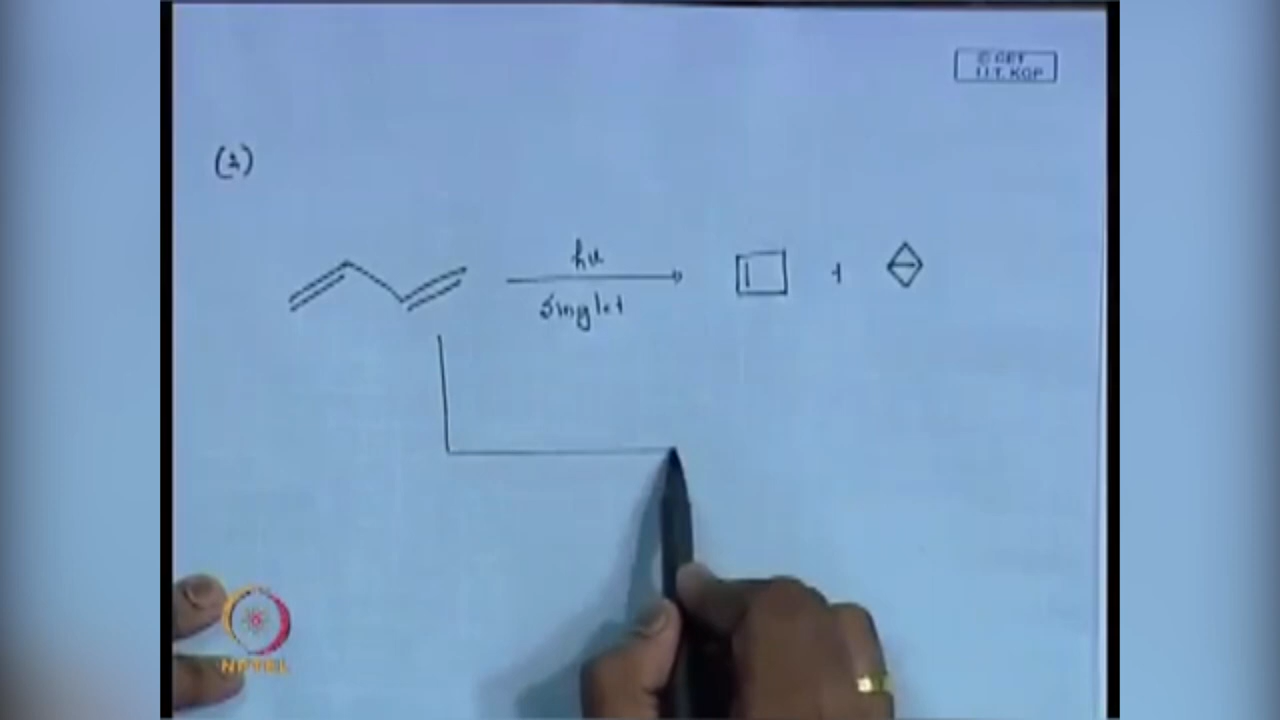 © CET
I.I.T. KGP
(2)
hν
singlet
+
NPTEL